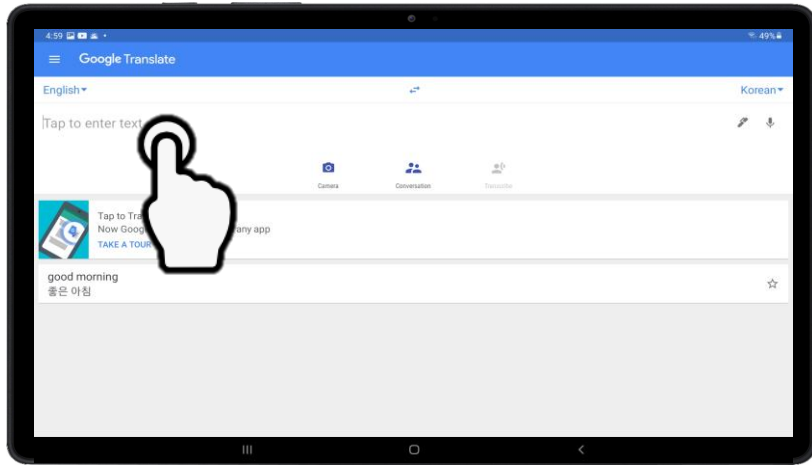 4:59
49%
Google Translate
English
Korean
Tap to enter text
Camera
Conversation
Transcribe
Tap to Tra
Now Goog any app
TAKE A TOUR
good morning
좋은 아침